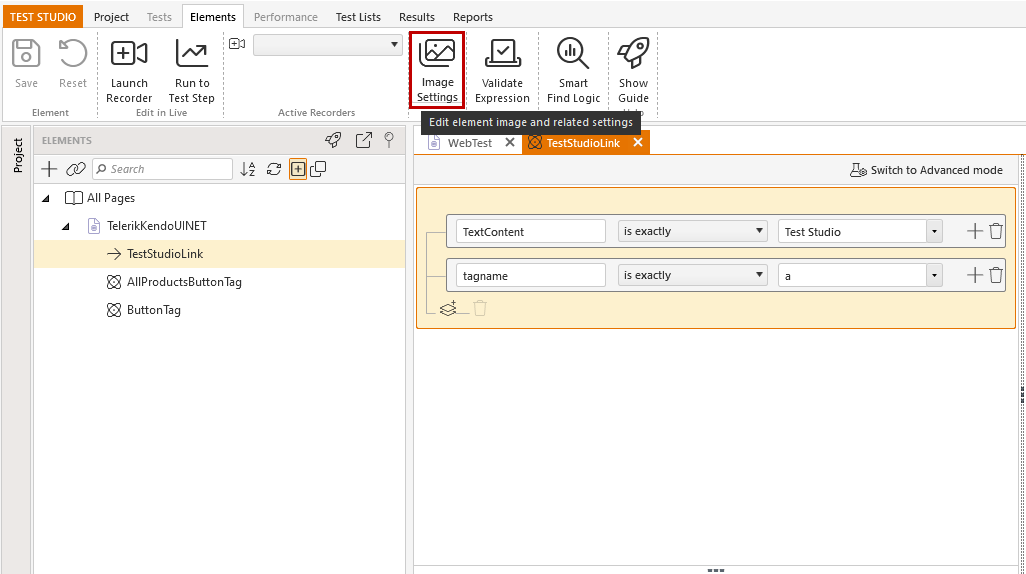 TEST STUDIO Project Tests Elements Performance Test Lists Results Reports
Save Reset Launch Recorder Run to Test Step Image Settings Validate Expression Smart Find Logic Show Guide
Element Edit in Live Active Recorders
Edit element image and related settings
Project
ELEMENTS
WebTest TestStudioLink
Search
Switch to Advanced mode
All Pages
TelerikKendoUINET
TestStudioLink
AllProductsButtonTag
ButtonTag
TextContent is exactly Test Studio
tagname is exactly a